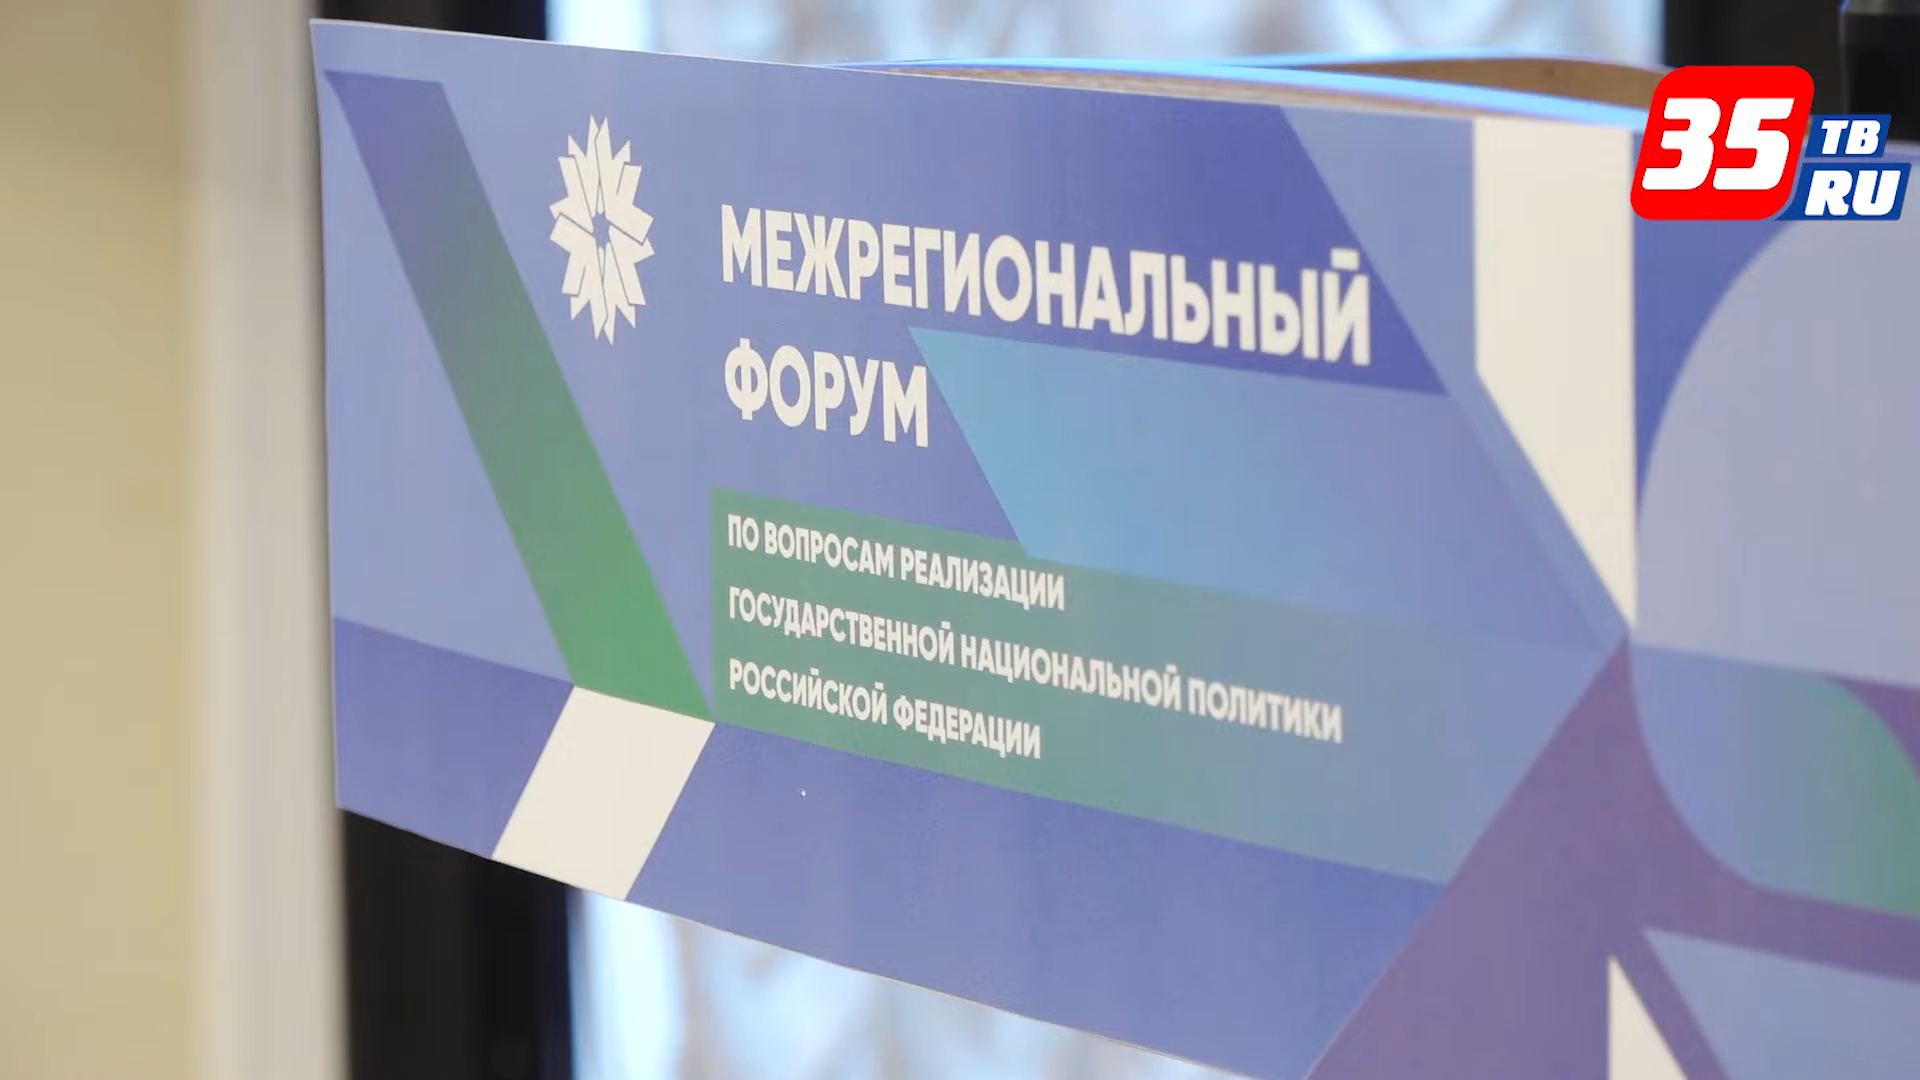 МЕЖРЕГИОНАЛЬНЫЙ
ФОРУМ
ПО ВОПРОСАМ РЕАЛИЗАЦИИ
ГОСУДАРСТВЕННОЙ НАЦИОНАЛЬНОЙ ПОЛИТИКИ
РОССИЙСКОЙ ФЕДЕРАЦИИ
35
ТВ
RU